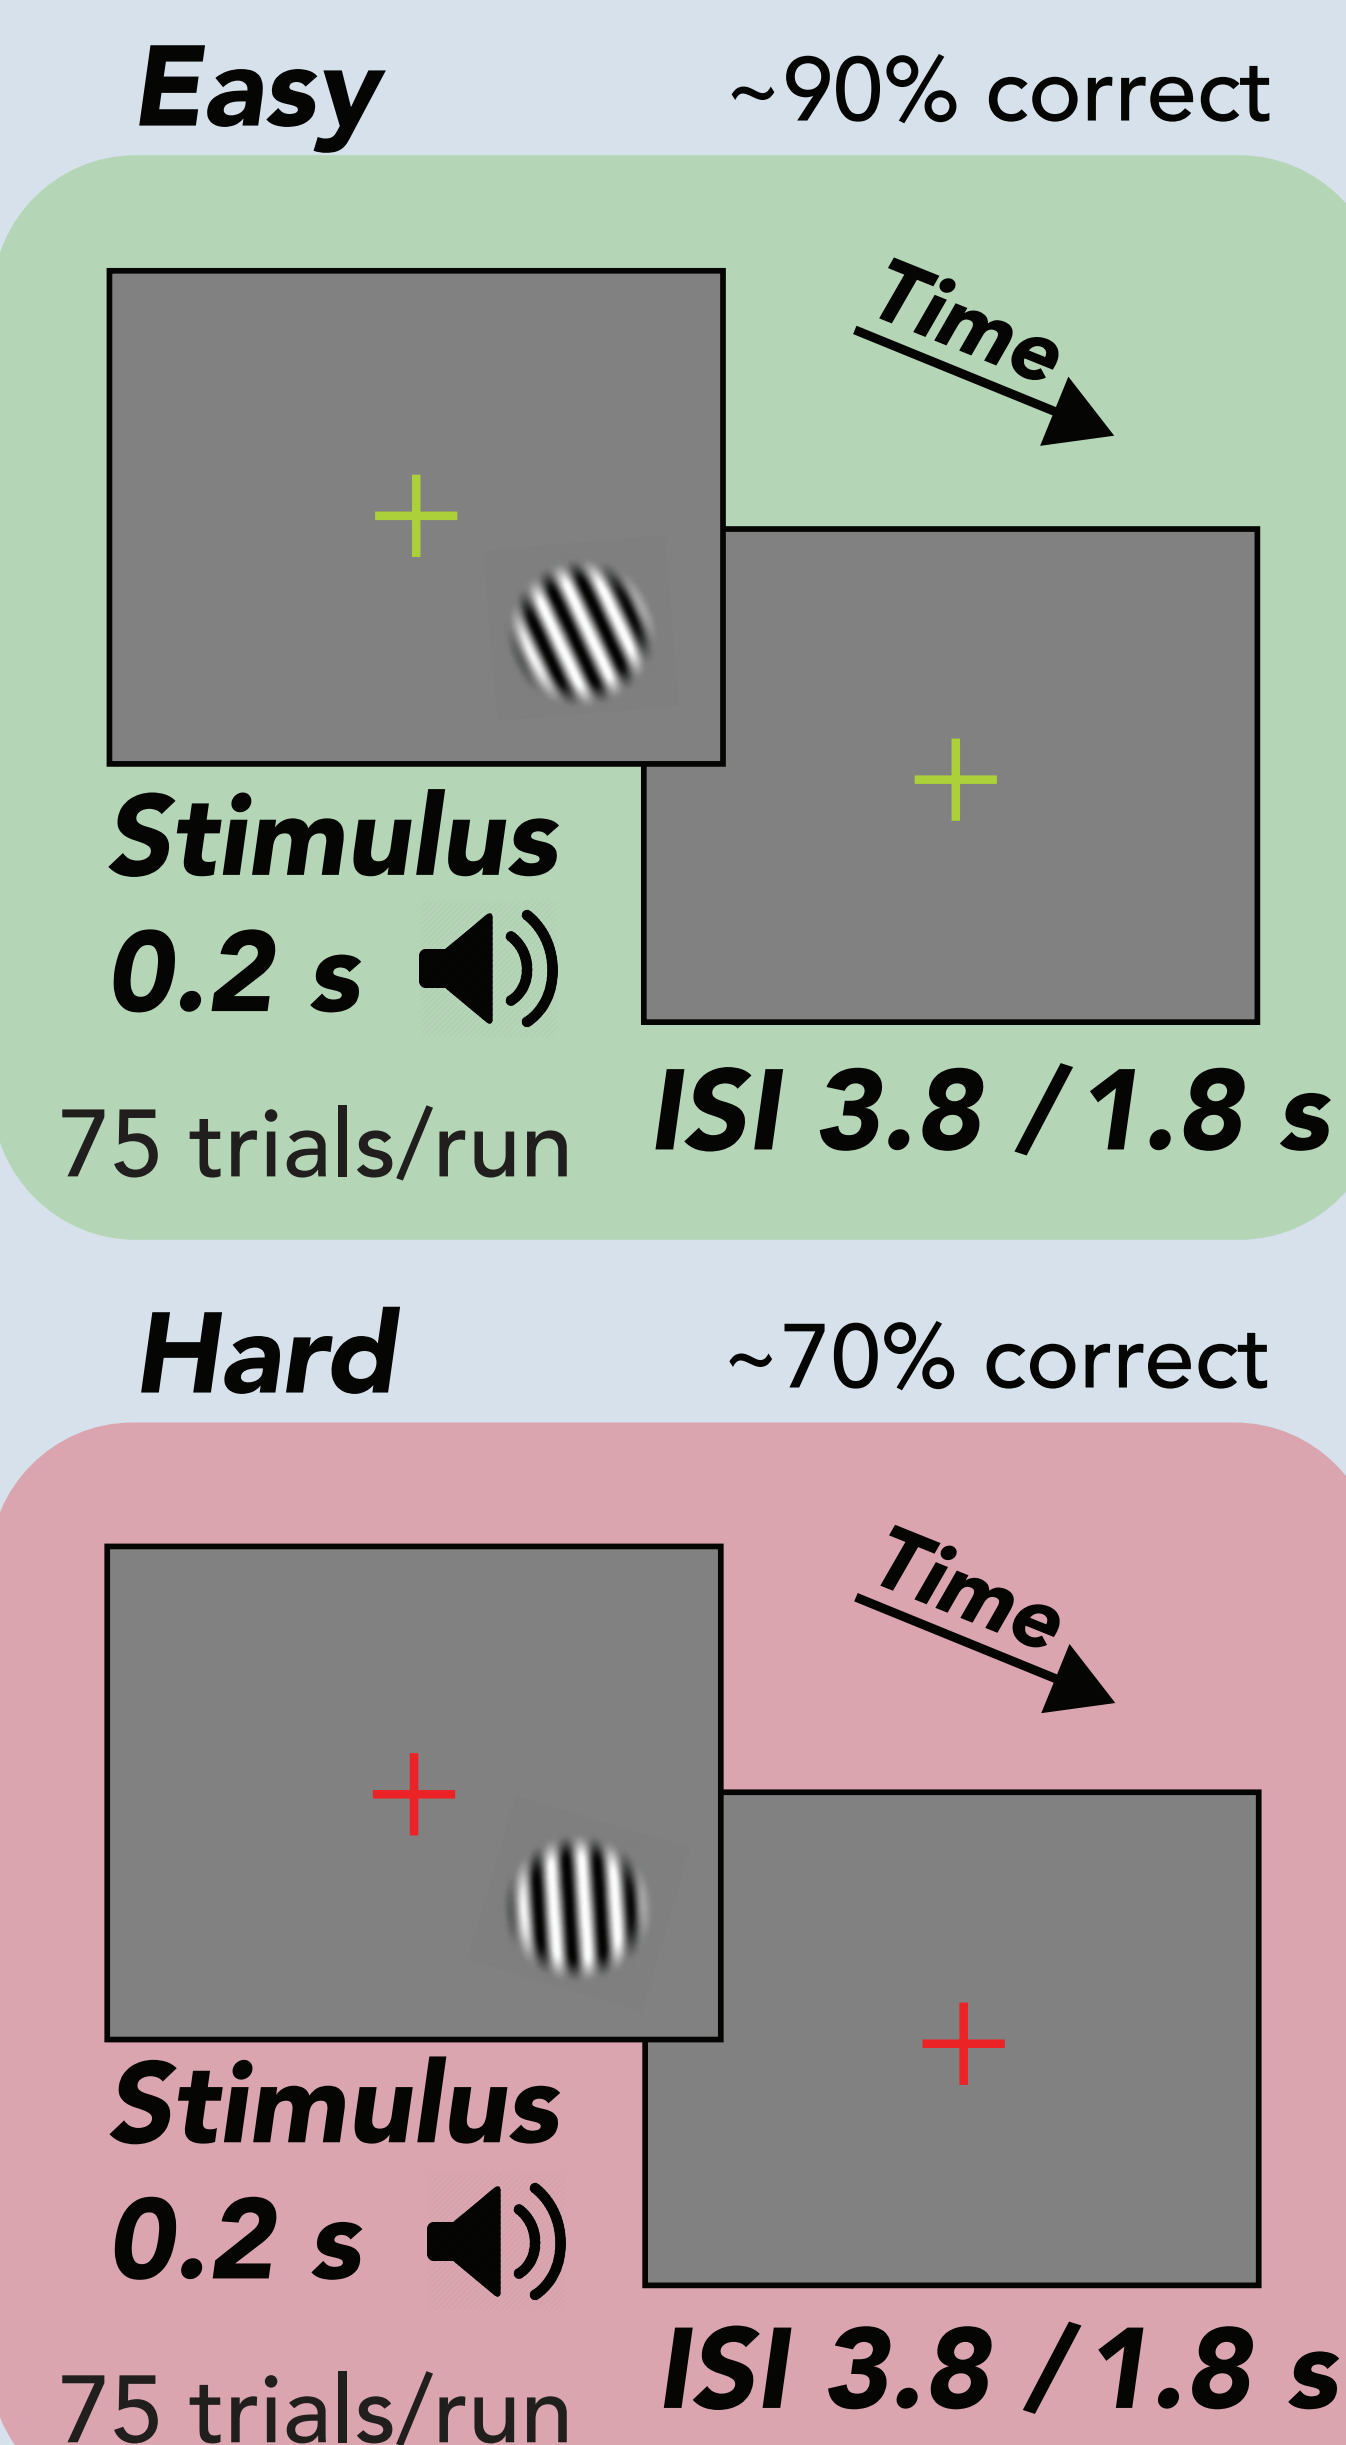 Easy ~90% correct
Time
Stimulus
0.2 s
ISI 3.8 / 1.8 s
75 trials/run
Hard ~70% correct
Time
Stimulus
0.2 s
ISI 3.8 / 1.8 s
75 trials/run